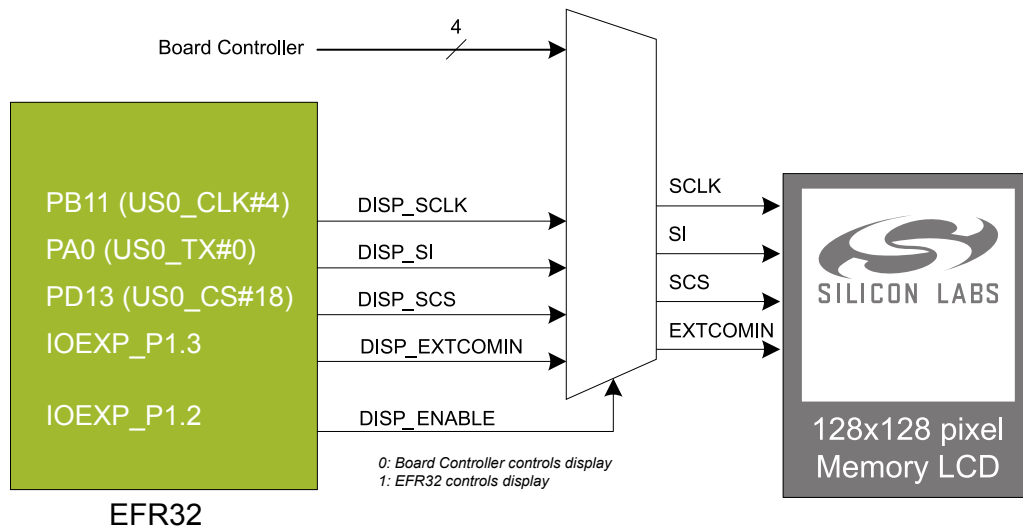 4
Board Controller
PB11 (US0_CLK#4)
DISP_SCLK
SCLK
PA0 (US0_TX#0)
DISP_SI
SI
PD13 (US0_CS#18)
DISP_SCS
SCS
IOEXP_P1.3
DISP_EXTCOMIN
EXTCOMIN
SILICON LABS
IOEXP_P1.2
DISP_ENABLE
128x128 pixel
Memory LCD
0: Board Controller controls display
1: EFR32 controls display
EFR32